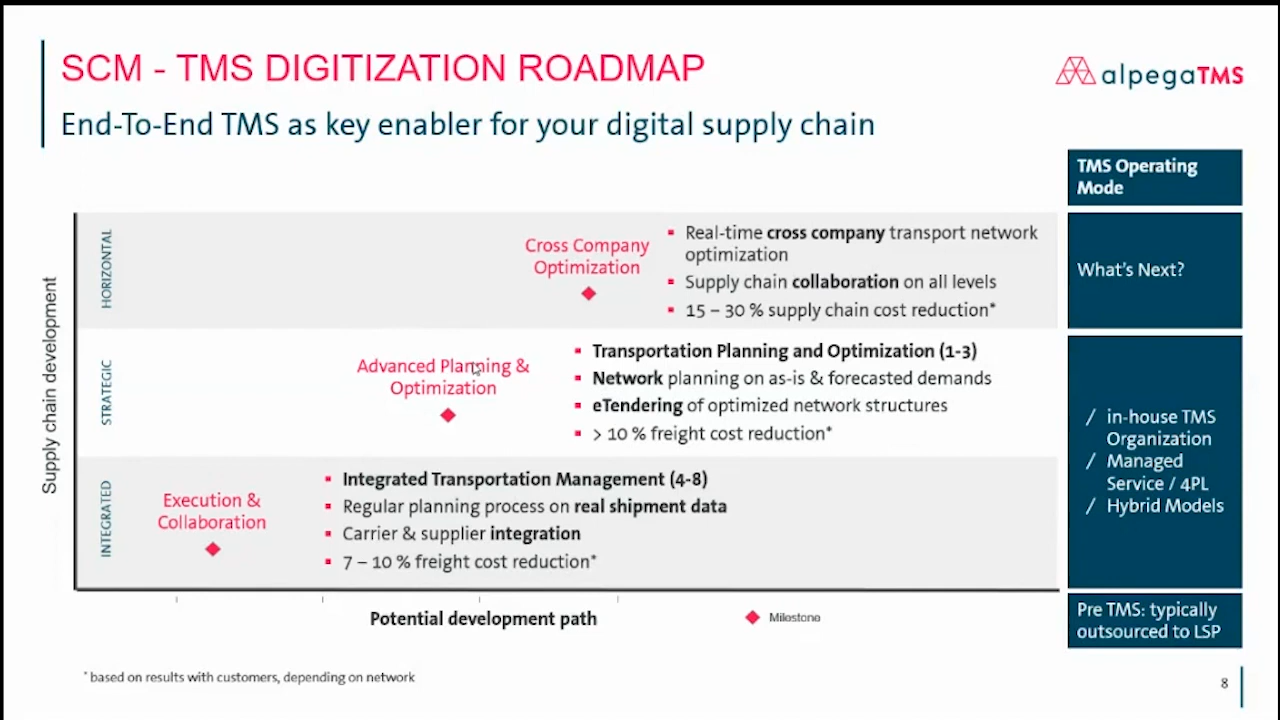 SCM - TMS DIGITIZATION ROADMAP
End-To-End TMS as key enabler for your digital supply chain
alpegaTMS
TMS Operating
Mode
Supply chain development
HORIZONTAL
Cross Company
Optimization
▪ Real-time cross company transport network
optimization
▪ Supply chain collaboration on all levels
▪ 15 – 30 % supply chain cost reduction*
What's Next?
STRATEGIC
Advanced Planning &
Optimization
▪ Transportation Planning and Optimization (1-3)
▪ Network planning on as-is & forecasted demands
▪ eTendering of optimized network structures
▪ > 10 % freight cost reduction*
/ in-house TMS
Organization
/ Managed
Service / 4PL
/ Hybrid Models
INTEGRATED
Execution &
Collaboration
▪ Integrated Transportation Management (4-8)
▪ Regular planning process on real shipment data
▪ Carrier & supplier integration
▪ 7 – 10 % freight cost reduction*
Pre TMS: typically
outsourced to LSP
Potential development path
Milestone
* based on results with customers, depending on network
8